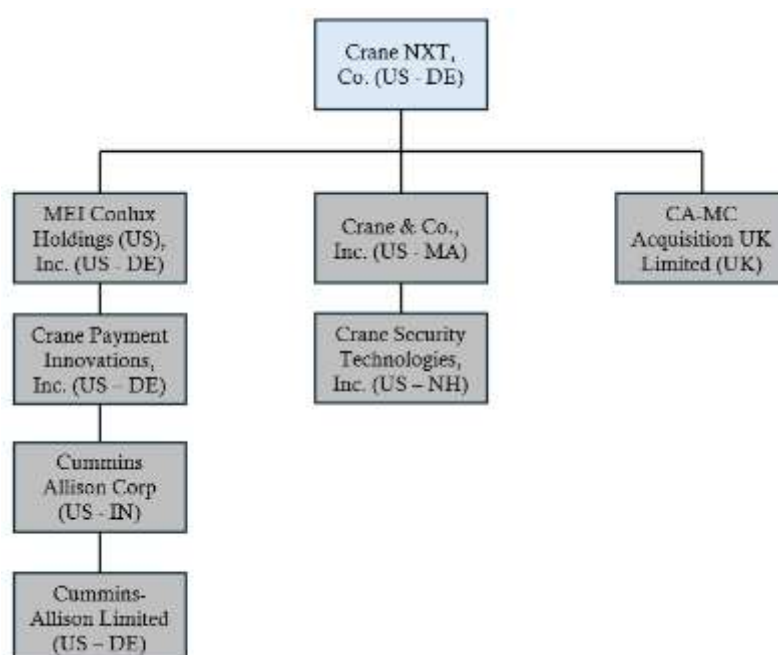 Crane NXT,
Co. (US - DE)
MEI Conlux
Holdings (US),
Inc. (US - DE)
Crane & Co.,
Inc. (US - MA)
CA-MC
Acquisition UK
Limited (UK)
Crane Payment
Innovations,
Inc. (US – DE)
Crane Security
Technologies,
Inc. (US – NH)
Cummins
Allison Corp
(US - IN)
Cummins-
Allison Limited
(US – DE)